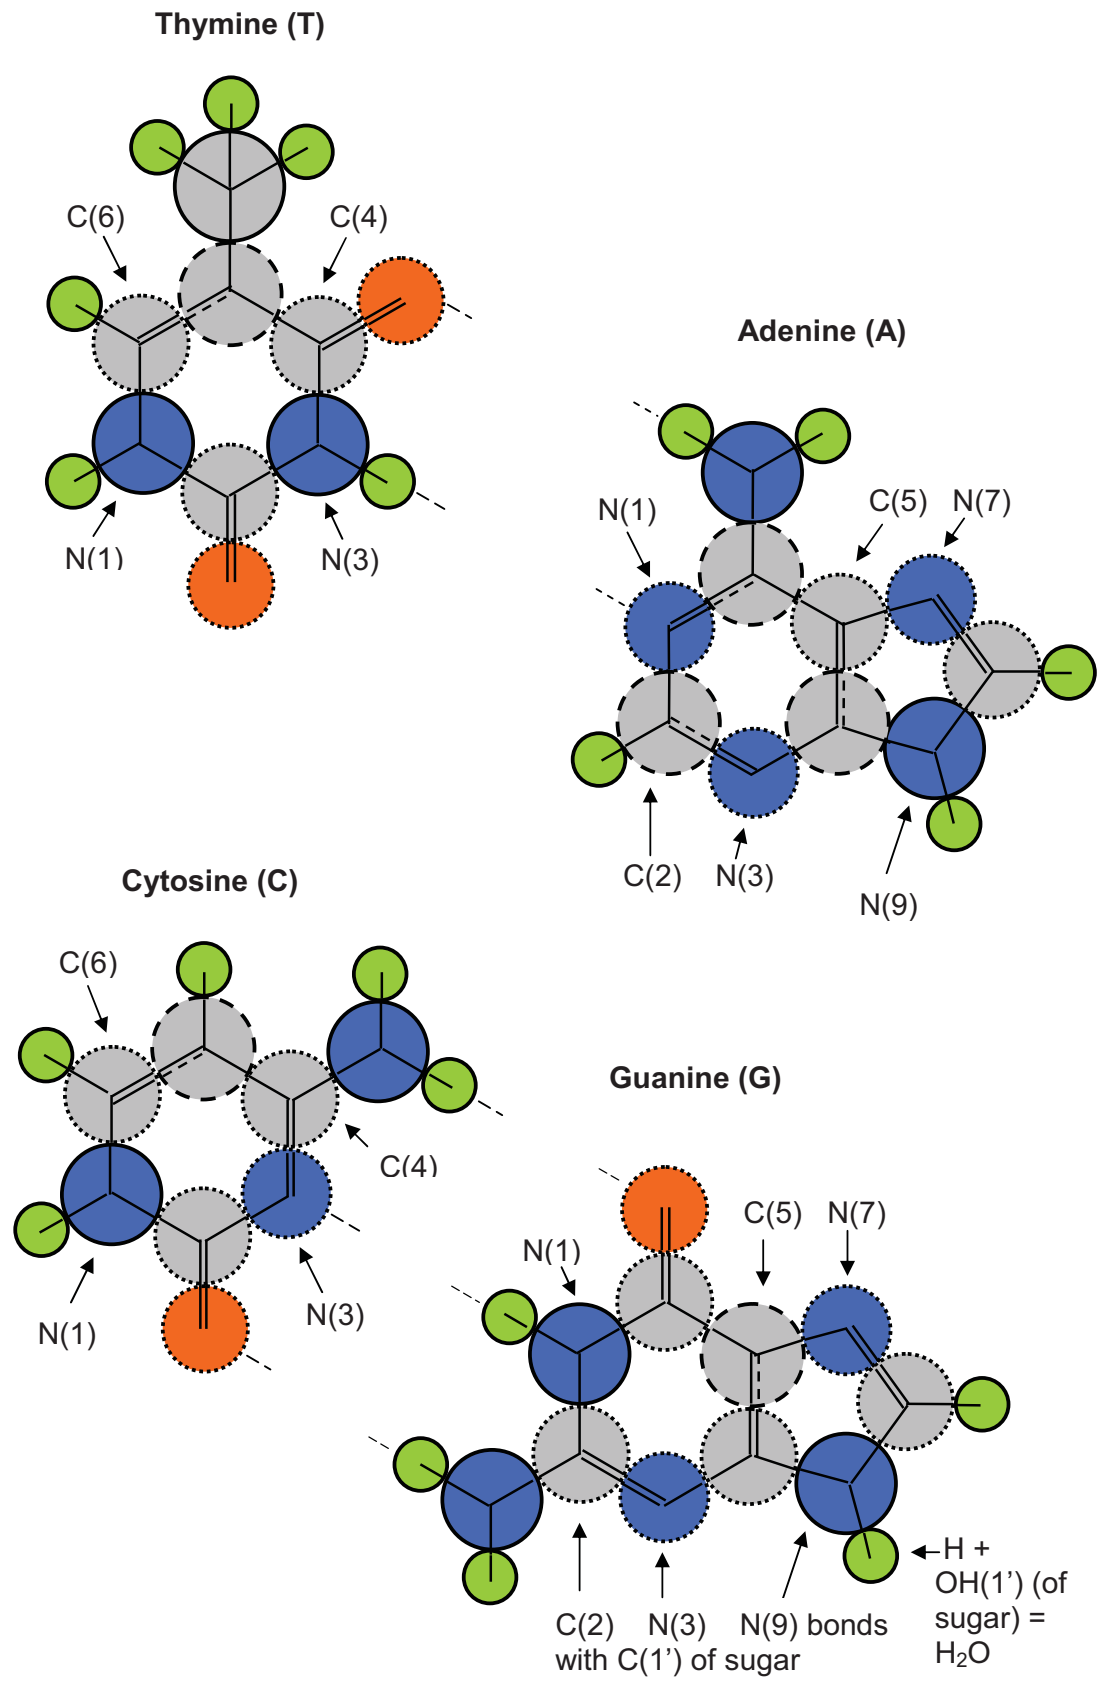 Thymine (T)
C(6)
C(4)
N(1)
N(3)
Adenine (A)
N(1)
C(5)
N(7)
C(2)
N(3)
N(9)
Cytosine (C)
C(6)
C(4)
N(1)
N(3)
Guanine (G)
N(1)
C(5)
N(7)
H +
OH(1’) (of
sugar) =
H₂O
C(2) N(3) N(9) bonds
with C(1’) of sugar